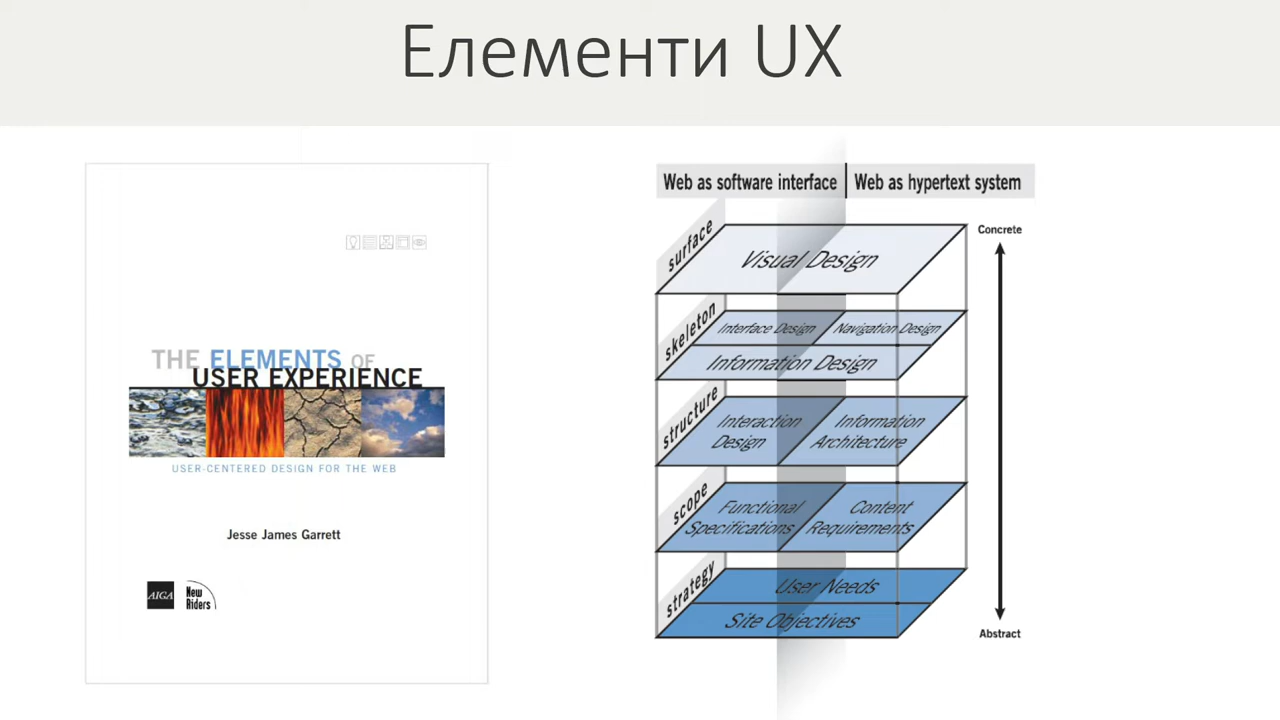 Елементи UX
THE ELEMENTS OF
USER EXPERIENCE
USER-CENTERED DESIGN FOR THE WEB
Jesse James Garrett
AIGA
New
Riders
Web as software interface
Web as hypertext system
Concrete
surface
Visual Design
skeleton
Interface Design
Navigation Design
Information Design
structure
Interaction
Design
Information
Architecture
scope
Functional
Specifications
Content
Requirements
strategy
User Needs
Site Objectives
Abstract